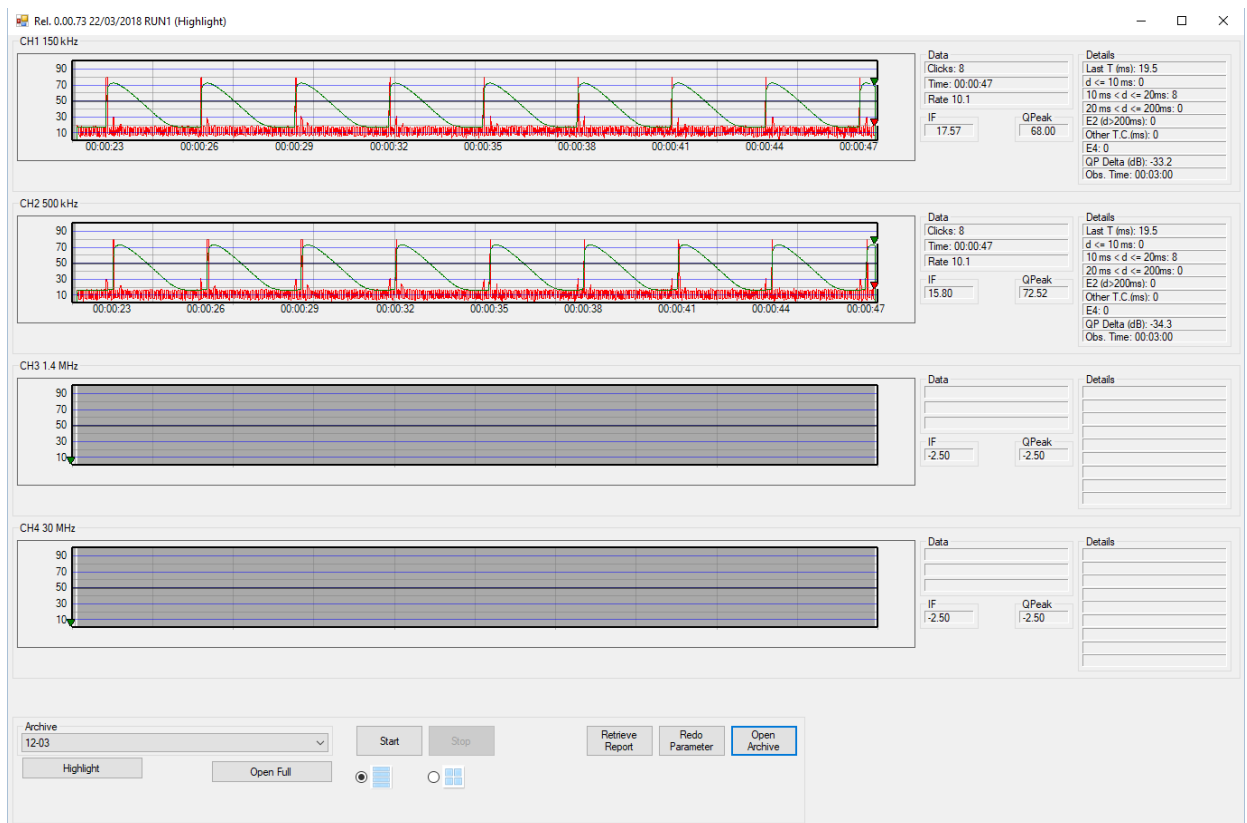 Rel. 0.00.73 22/03/2018 RUN1 (Highlight)
CH1 150 kHz
90
70
50
30
10
00:00:23 00:00:26 00:00:29 00:00:32 00:00:35 00:00:38 00:00:41 00:00:44 00:00:47
Data
Clicks: 8
Time: 00:00:47
Rate 10.1
IF
17.57
QPeak
68.00
Details
Last T (ms): 19.5
d <= 10 ms: 0
10 ms < d <= 20ms: 8
20 ms < d <= 200ms: 0
E2 (d>200ms): 0
Other T.C.(ms): 0
E4: 0
QP Delta (dB): -33.2
Obs. Time: 00:03:00
CH2 500 kHz
90
70
50
30
10
00:00:23 00:00:26 00:00:29 00:00:32 00:00:35 00:00:38 00:00:41 00:00:44 00:00:47
Data
Clicks: 8
Time: 00:00:47
Rate 10.1
IF
15.80
QPeak
72.52
Details
Last T (ms): 19.5
d <= 10 ms: 0
10 ms < d <= 20ms: 8
20 ms < d <= 200ms: 0
E2 (d>200ms): 0
Other T.C.(ms): 0
E4: 0
QP Delta (dB): -34.3
Obs. Time: 00:03:00
CH3 1.4 MHz
90
70
50
30
10
Data
IF
-2.50
QPeak
-2.50
Details
CH4 30 MHz
90
70
50
30
10
Data
IF
-2.50
QPeak
-2.50
Details
Archive
12-03
Highlight
Open Full
Start
Stop
Retrieve
Report
Redo
Parameter
Open
Archive